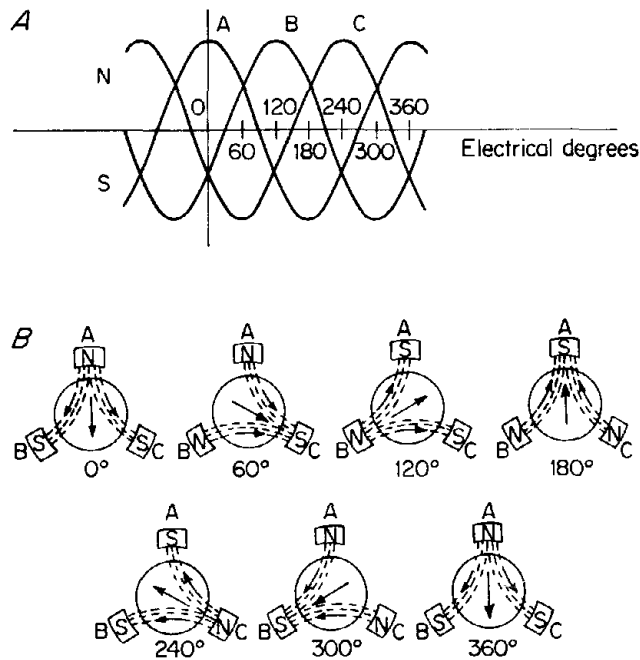 A
A B C
N
0 120 240 360
60 180 300
Electrical degrees
S
B
A A A A
N N S S
B S S C B N S C B N S C B N N C
0° 60° 120° 180°
A A A
S N N
B S N C B S N C B S S C
240° 300° 360°